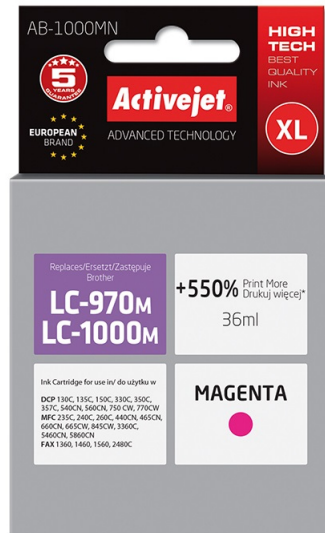 AB-1000MN
HIGH
TECH
BEST
QUALITY
INK
5
YEARS
GUARANTEE
Activejet®
EUROPEAN
BRAND
ADVANCED TECHNOLOGY
XL
Replaces/Ersetzt/Zastępuje
Brother
LC-970M
LC-1000M
+550% Print More
Drukuj więcej*
36ml
Ink Cartridge for use in/ do użytku w
DCP 130C, 135C, 150C, 330C, 350C,
357C, 540CN, 560CN, 750 CW, 770CW
MFC 235C, 240C, 260C, 440CN, 465CN,
660CN, 665CW, 845CW, 3360C,
5460CN, 5860CN
FAX 1360, 1460, 1560, 2480C
MAGENTA